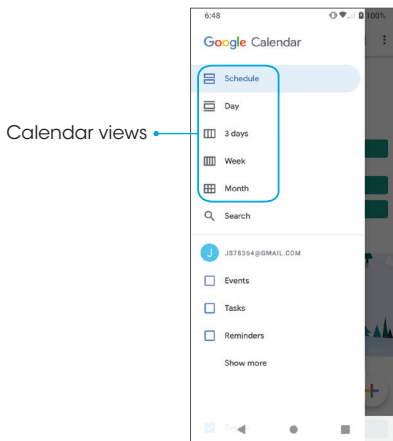 6:48 100%
Google Calendar
Schedule
Day
Calendar views
3 days
Week
Month
Search
J JS78364@GMAIL.COM
Events
Tasks
Reminders
Show more